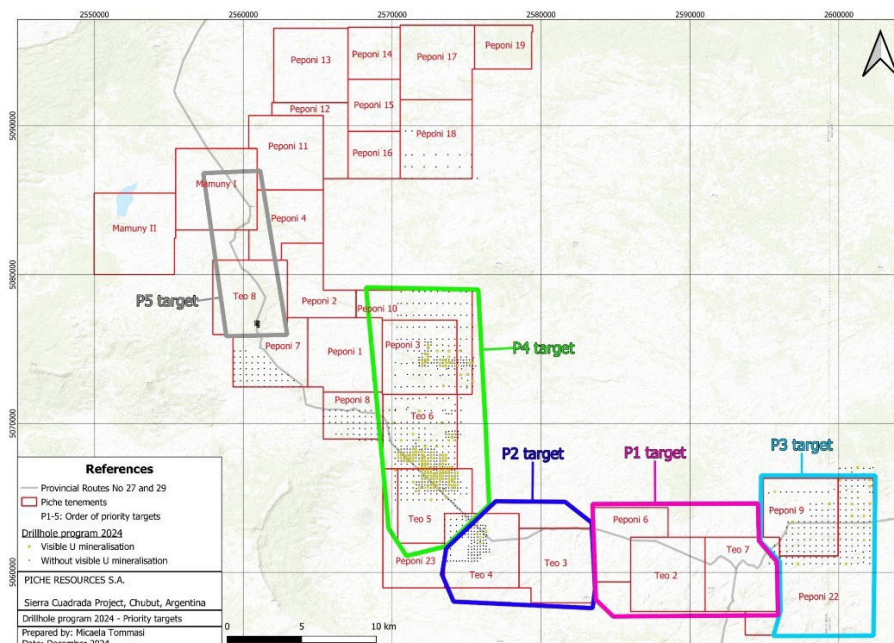 2550000 2560000 2570000 2580000 2590000 2600000
5090000
5080000
5070000
5060000
Peponi 13
Peponi 14
Peponi 17
Peponi 19
Peponi 12
Peponi 15
Peponi 11
Peponi 18
Peponi 16
Mamuny I
Mamuny II
Peponi 4
P5 target
Teo 8
Peponi 2
Peponi 10
Peponi 7
Peponi 1
Peponi 3
P4 target
Peponi 8
Teo 6
P2 target
P1 target
P3 target
Teo 5
Peponi 6
Peponi 9
Peponi 23
Teo 4
Teo 3
Teo 2
Teo 7
Peponi 22
References
Provincial Routes No 27 and 29
Piche tenements
P1-5: Order of priority targets
Drillhole program 2024
Visible U mineralisation
Without visible U mineralisation
PICHE RESOURCES S.A.
Sierra Cuadrada Project, Chubut, Argentina
Drillhole program 2024 - Priority targets
Prepared by: Micaela Tommasi
Date: December 2024
0 5 10 km